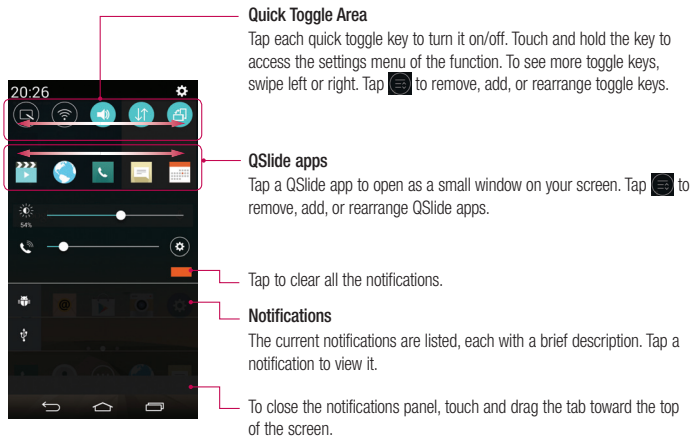 Quick Toggle Area
Tap each quick toggle key to turn it on/off. Touch and hold the key to
access the settings menu of the function. To see more toggle keys,
swipe left or right. Tap to remove, add, or rearrange toggle keys.
20:26
QSlide apps
Tap a QSlide app to open as a small window on your screen. Tap to
remove, add, or rearrange QSlide apps.
54%
Tap to clear all the notifications.
Notifications
The current notifications are listed, each with a brief description. Tap a
notification to view it.
To close the notifications panel, touch and drag the tab toward the top
of the screen.